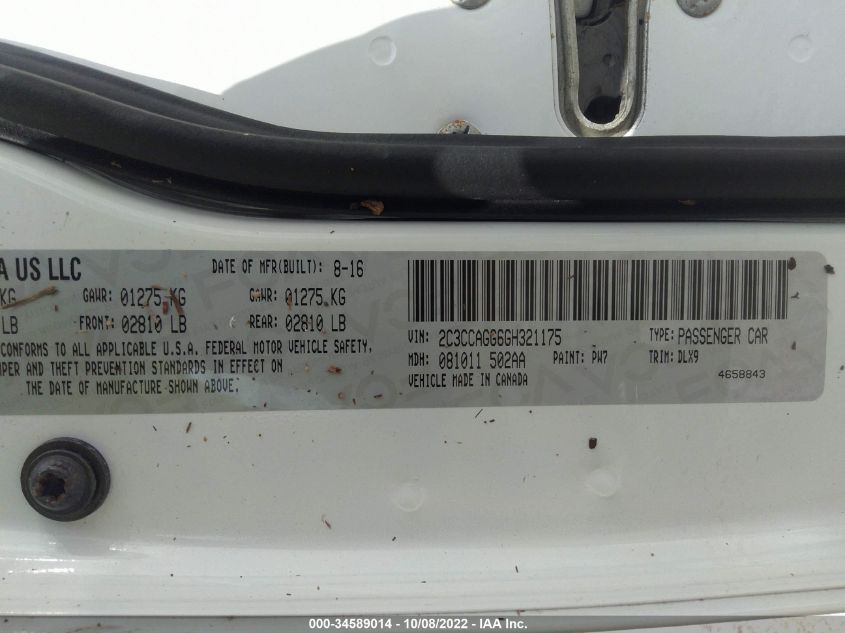 A US LLC
DATE OF MFR(BUILT): 8-16
KG GAWR: 01275 KG GAWR: 01275 KG
LB FRONT: 02810 LB REAR: 02810 LB
CONFORMS TO ALL APPLICABLE U.S.A. FEDERAL MOTOR VEHICLE SAFETY,
AND THEFT PREVENTION STANDARDS IN EFFECT ON
THE DATE OF MANUFACTURE SHOWN ABOVE:
VIN: 2C3CCAGG6GH321175 TYPE: PASSENGER CAR
MDH: 081011 502AA PAINT: PW7 TRIM: DLX9
VEHICLE MADE IN CANADA
4658843
000-34589014 - 10/08/2022 - IAA Inc.